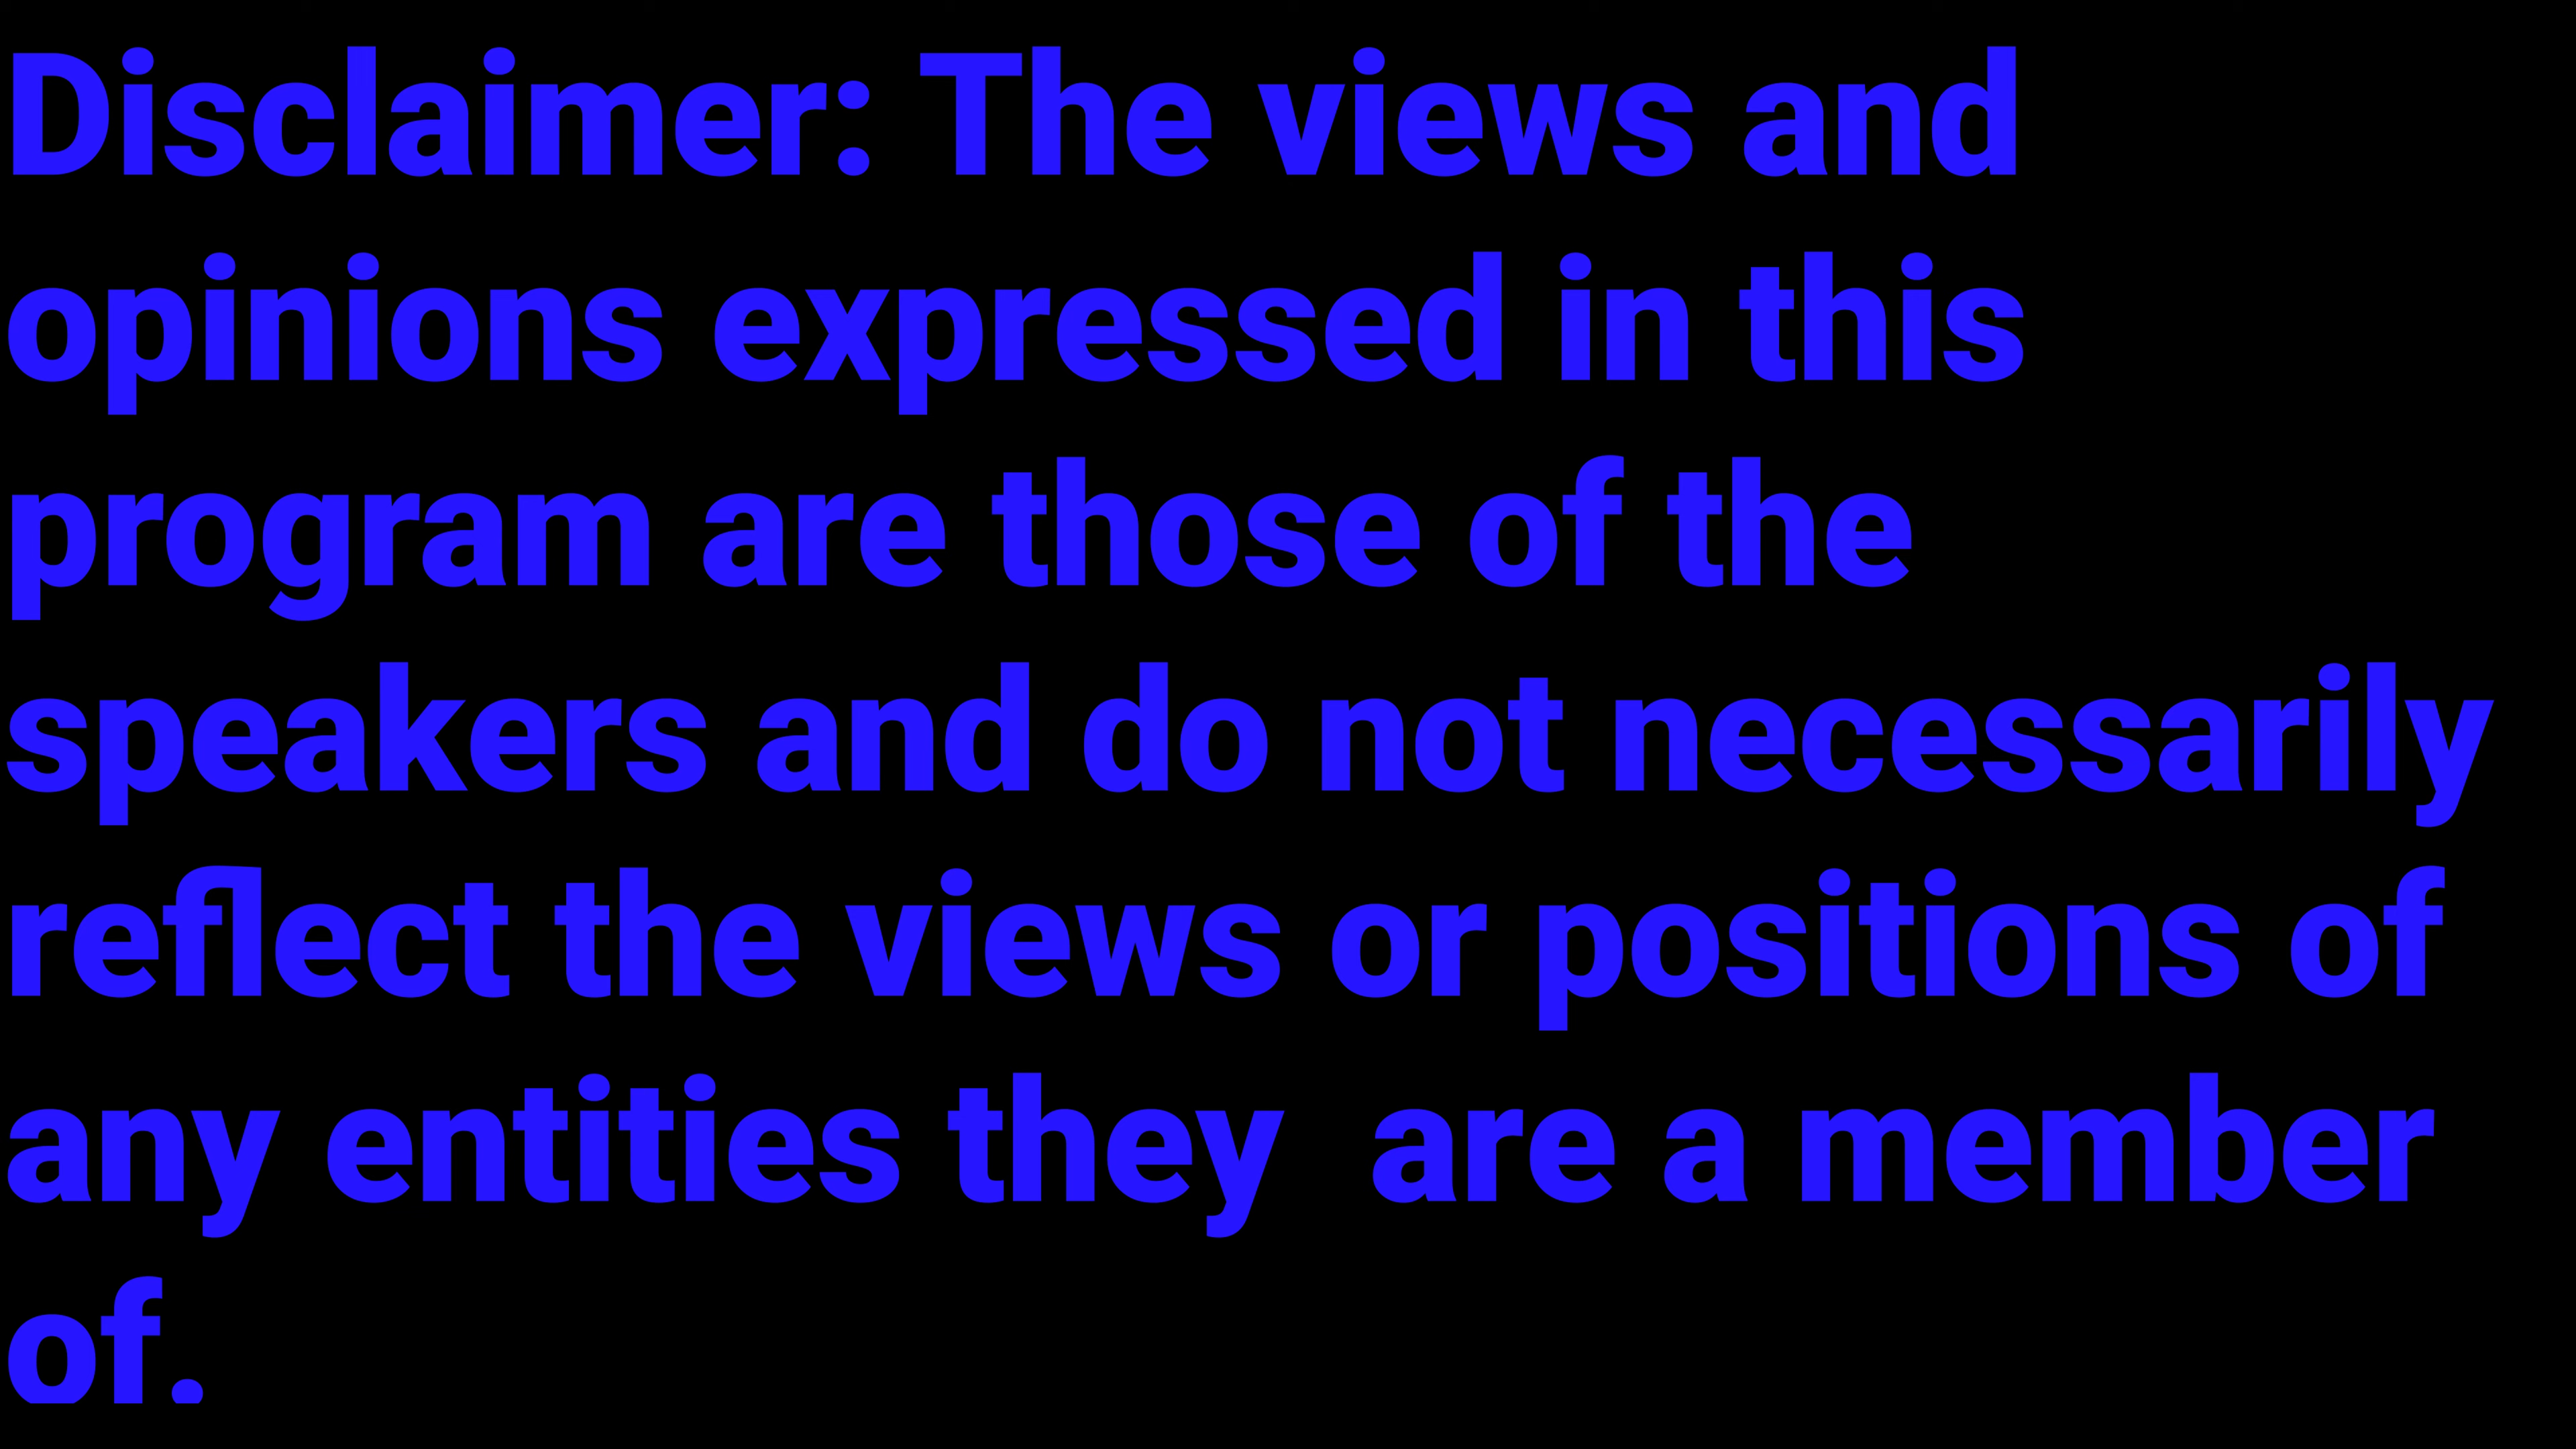 Disclaimer: The views and
opinions expressed in this
program are those of the
speakers and do not necessarily
reflect the views or positions of
any entities they  are a member
of.